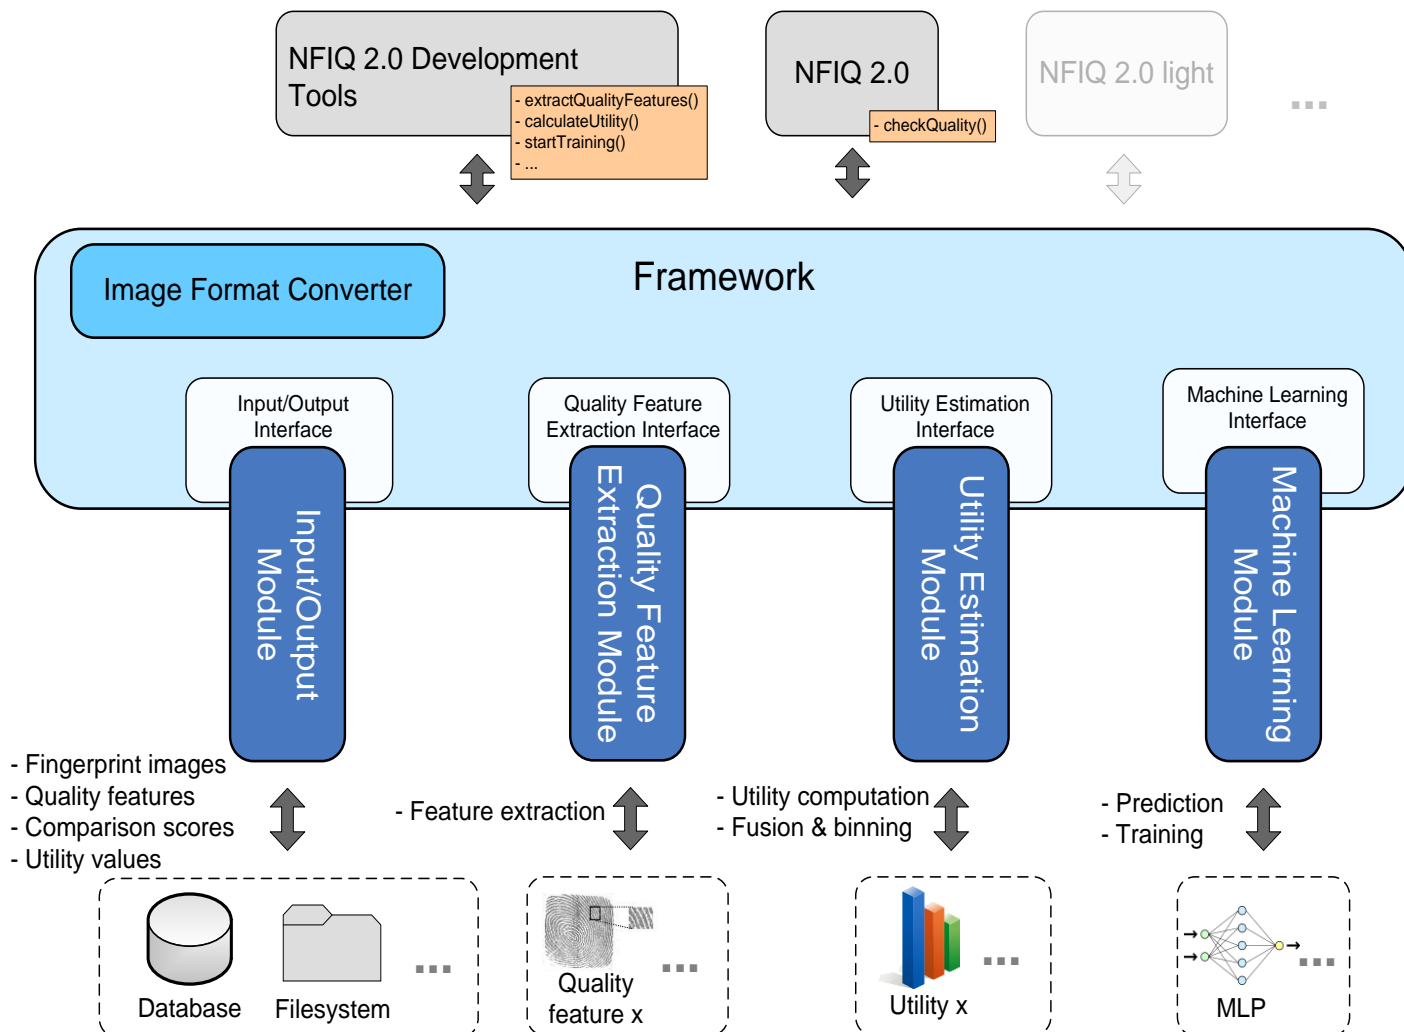 NFIQ 2.0 Development
Tools
- extractQualityFeatures()
- calculateUtility()
- startTraining()
- ...
NFIQ 2.0
- checkQuality()
NFIQ 2.0 light
...
Image Format Converter
Framework
Input/Output
Interface
Quality Feature
Extraction Interface
Utility Estimation
Interface
Machine Learning
Interface
Input/Output
Module
Quality Feature
Extraction Module
Utility Estimation
Module
Machine Learning
Module
- Fingerprint images
- Quality features
- Comparison scores
- Utility values
- Feature extraction
- Utility computation
- Fusion & binning
- Prediction
- Training
Database
Filesystem
...
Quality
feature x
...
Utility x
...
MLP
...